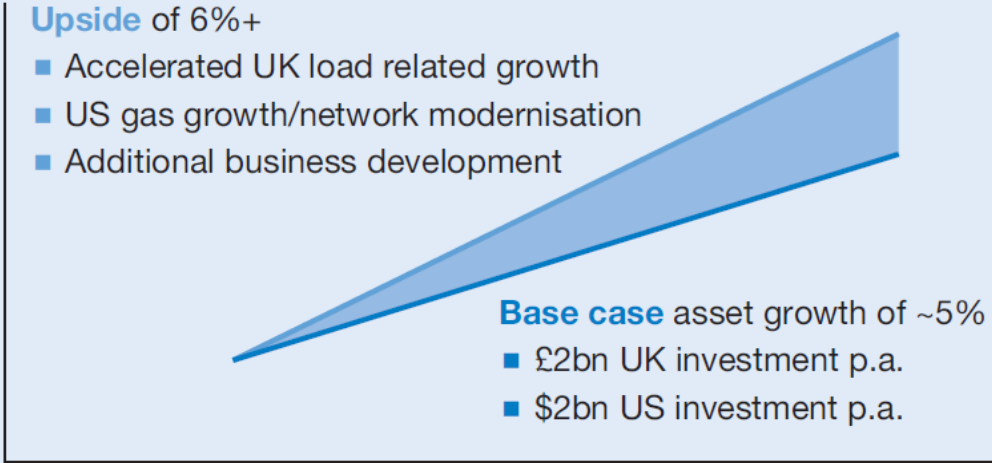 Upside of 6%+
■ Accelerated UK load related growth
■ US gas growth/network modernisation
■ Additional business development
Base case asset growth of ~5%
■ £2bn UK investment p.a.
■ $2bn US investment p.a.